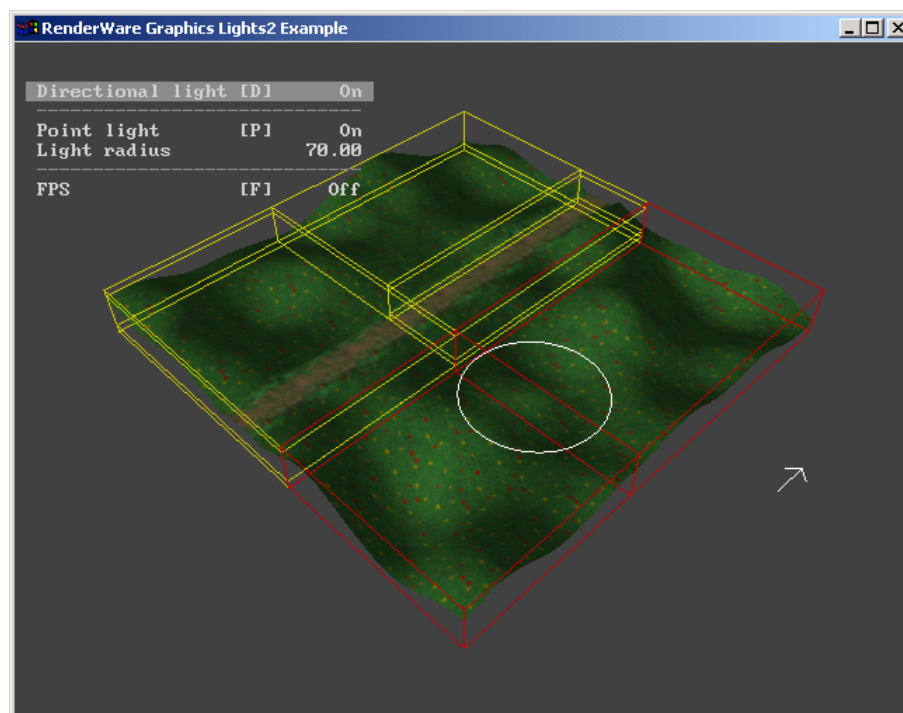 RenderWare Graphics Lights2 Example
Directional light [D] On
Point light [P] On
Light radius 70.00
FPS [F] Off